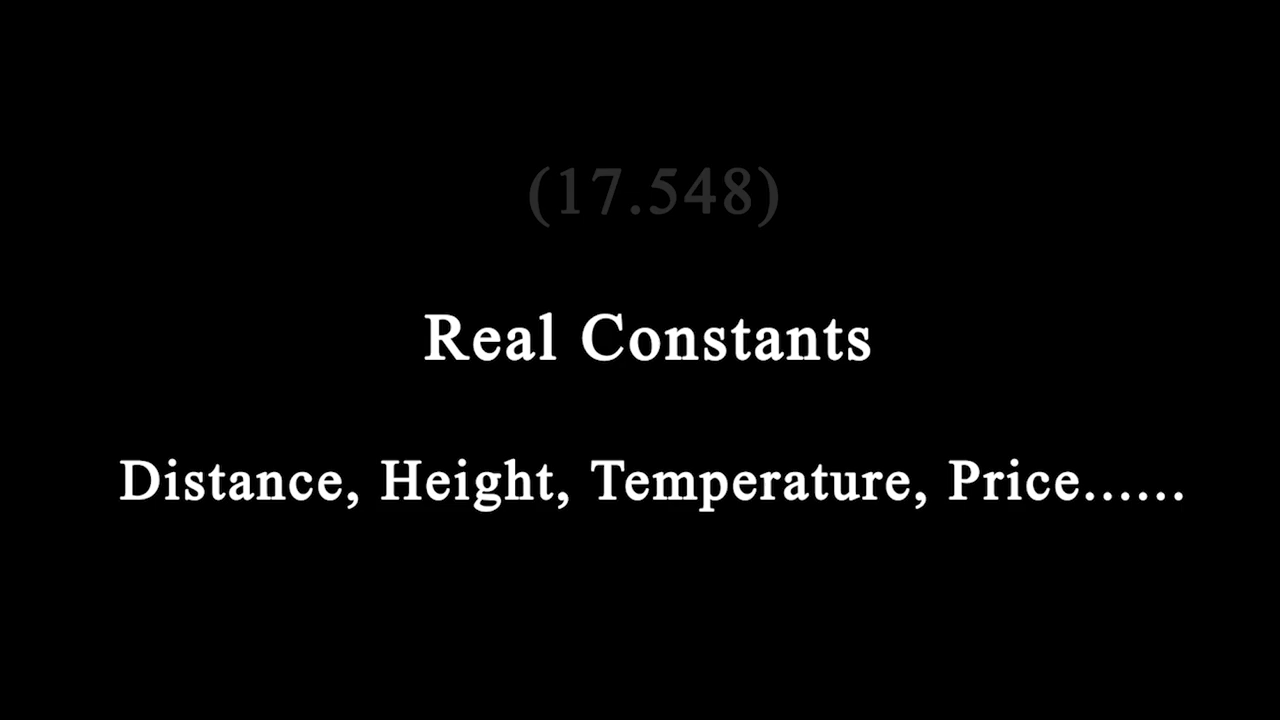 (17.548)
Real Constants
Distance, Height, Temperature, Price......